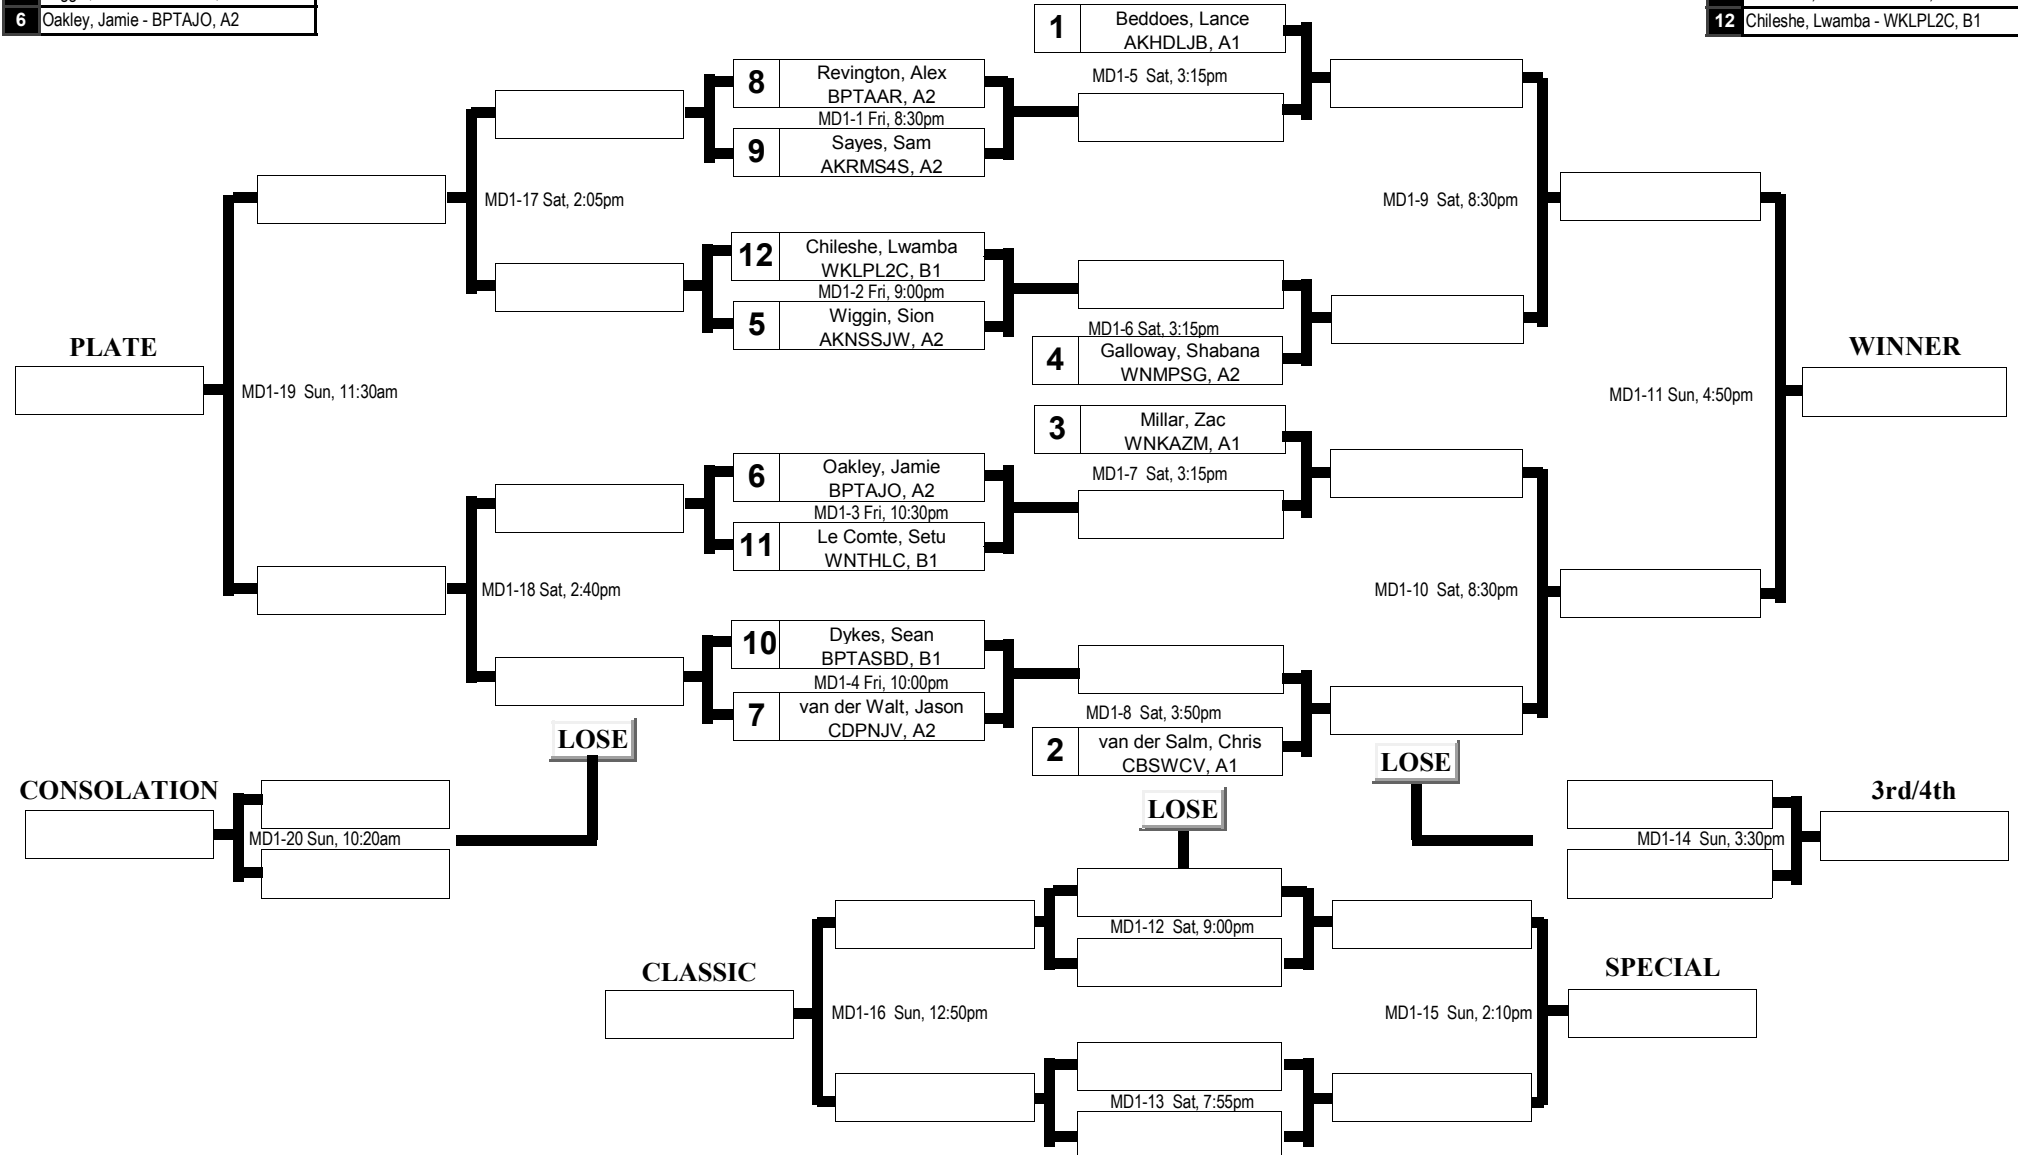 6 Oakley, Jamie - BPTAJO, A2
12 Chileshe, Lwamba - WKLPL2C, B1
1 Beddoes, Lance
AKHDLJB, A1
MD1-5 Sat, 3:15pm
8 Revington, Alex
BPTAAR, A2
MD1-1 Fri, 8:30pm
9 Sayes, Sam
AKRMS4S, A2
MD1-17 Sat, 2:05pm
MD1-9 Sat, 8:30pm
12 Chileshe, Lwamba
WKLPL2C, B1
MD1-2 Fri, 9:00pm
5 Wiggin, Sion
AKNSSJW, A2
MD1-6 Sat, 3:15pm
4 Galloway, Shabana
WNMPSG, A2
PLATE
WINNER
MD1-19 Sun, 11:30am
MD1-11 Sun, 4:50pm
3 Millar, Zac
WNKAZM, A1
MD1-7 Sat, 3:15pm
6 Oakley, Jamie
BPTAJO, A2
MD1-3 Fri, 10:30pm
11 Le Comte, Setu
WNTHLC, B1
MD1-18 Sat, 2:40pm
MD1-10 Sat, 8:30pm
10 Dykes, Sean
BPTASBD, B1
MD1-4 Fri, 10:00pm
7 van der Walt, Jason
CDPNJV, A2
MD1-8 Sat, 3:50pm
2 van der Salm, Chris
CBSWCV, A1
LOSE
LOSE
LOSE
CONSOLATION
MD1-20 Sun, 10:20am
3rd/4th
MD1-14 Sun, 3:30pm
MD1-12 Sat, 9:00pm
CLASSIC
SPECIAL
MD1-16 Sun, 12:50pm
MD1-15 Sun, 2:10pm
MD1-13 Sat, 7:55pm